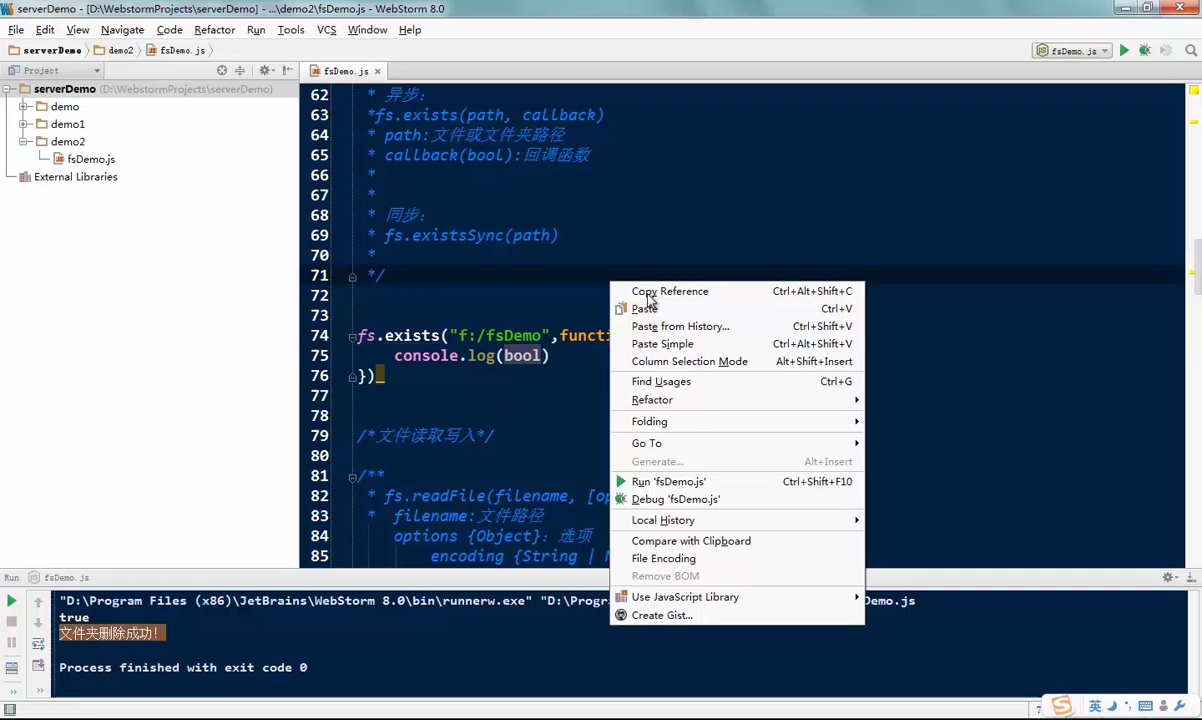 serverDemo - [D:\WebstormProjects\serverDemo] - ...\demo2\fsDemo.js - WebStorm 8.0
File Edit View Navigate Code Refactor Run Tools VCS Window Help
serverDemo demo2 fsDemo.js fsDemo.js
Project fsDemo.js
serverDemo (D:\WebstormProjects\serverDemo)
demo
demo1
demo2
fsDemo.js
External Libraries
62 * 异步:
63 *fs.exists(path, callback)
64 * path:文件或文件夹路径
65 * callback(bool):回调函数
66 *
67 *
68 * 同步:
69 * fs.existsSync(path)
70 *
71 */
72
74 fs.exists("f:/fsDemo",functi
75 console.log(bool)
76 })
77
78
79 /*文件读取写入*/
80
81 /**
82 * fs.readFile(filename, [op
83 * filename:文件路径
84 options {Object}: 选项
85 encoding {String |
Copy Reference Ctrl+Alt+Shift+C
Paste Ctrl+V
Paste from History... Ctrl+Shift+V
Paste Simple Ctrl+Alt+Shift+V
Column Selection Mode Alt+Shift+Insert
Find Usages Ctrl+G
Refactor
Folding
Go To
Generate... Alt+Insert
Run 'fsDemo.js' Ctrl+Shift+F10
Debug 'fsDemo.js'
Local History
Compare with Clipboard
File Encoding
Remove BOM
Use JavaScript Library
Create Gist...
Run fsDemo.js
"D:\Program Files (x86)\JetBrains\WebStorm 8.0\bin\runnerw.exe" "D:\Prog Demo.js
true
文件夹删除成功!
Process finished with exit code 0
英